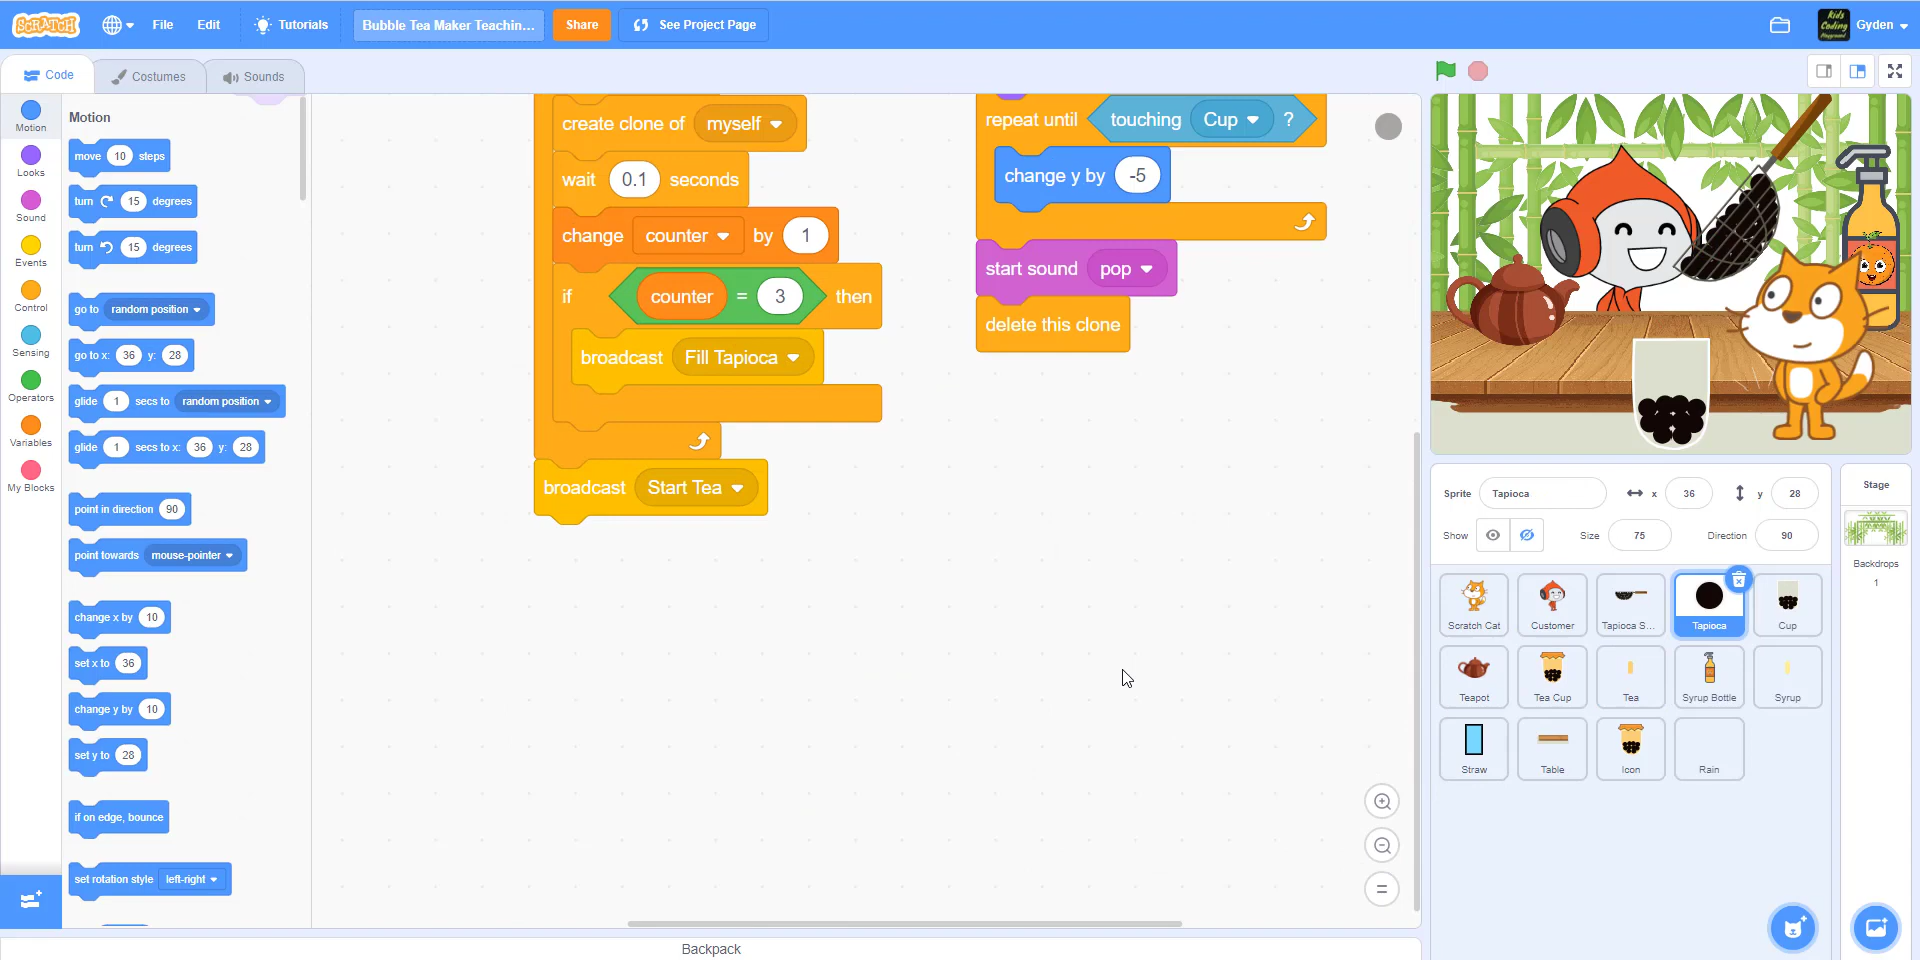 SCRATCH
File
Edit
Tutorials
Bubble Tea Maker Teachin...
Share
See Project Page
Kids
Coding
Playground
Gyden
Code
Costumes
Sounds
Motion
Looks
Sound
Events
Control
Sensing
Operators
Variables
My Blocks
Motion
move 10 steps
turn 15 degrees
turn 15 degrees
go to random position
go to x: 36 y: 28
glide 1 secs to random position
glide 1 secs to x: 36 y: 28
point in direction 90
point towards mouse-pointer
change x by 10
set x to 36
change y by 10
set y to 28
if on edge, bounce
set rotation style left-right
create clone of myself
wait 0.1 seconds
change counter by 1
if counter = 3 then
broadcast Fill Tapioca
broadcast Start Tea
repeat until touching Cup ?
change y by -5
start sound pop
delete this clone
Backpack
Sprite Tapioca x 36 y 28
Show Size 75 Direction 90
Scratch Cat
Customer
Tapioca S...
Tapioca
Cup
Teapot
Tea Cup
Tea
Syrup Bottle
Syrup
Straw
Table
Icon
Rain
Stage
Backdrops
1